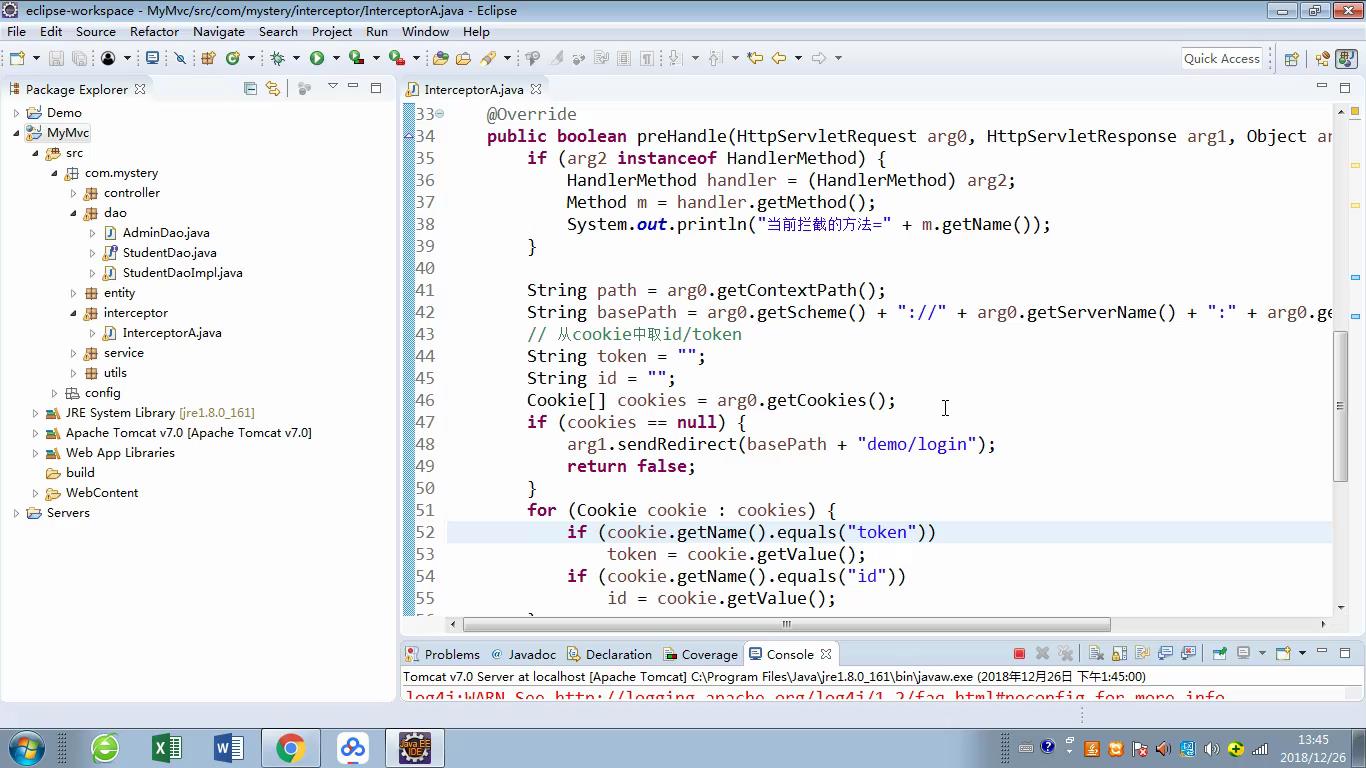 eclipse-workspace - MyMvc/src/com/mystery/interceptor/InterceptorA.java - Eclipse
File Edit Source Refactor Navigate Search Project Run Window Help
Quick Access
Package Explorer
InterceptorA.java
Demo
MyMvc
src
com.mystery
controller
dao
AdminDao.java
StudentDao.java
StudentDaoImpl.java
entity
interceptor
InterceptorA.java
service
utils
config
JRE System Library [jre1.8.0_161]
Apache Tomcat v7.0 [Apache Tomcat v7.0]
Web App Libraries
build
WebContent
Servers
33 @Override
34 public boolean preHandle(HttpServletRequest arg0, HttpServletResponse arg1, Object ar
35 if (arg2 instanceof HandlerMethod) {
36 HandlerMethod handler = (HandlerMethod) arg2;
37 Method m = handler.getMethod();
38 System.out.println("当前拦截的方法=" + m.getName());
39 }
40
41 String path = arg0.getContextPath();
42 String basePath = arg0.getScheme() + "://" + arg0.getServerName() + ":" + arg0.ge
43 // 从cookie中取id/token
44 String token = "";
45 String id = "";
46 Cookie[] cookies = arg0.getCookies();
47 if (cookies == null) {
48 arg1.sendRedirect(basePath + "demo/login");
49 return false;
50 }
51 for (Cookie cookie : cookies) {
52 if (cookie.getName().equals("token"))
53 token = cookie.getValue();
54 if (cookie.getName().equals("id"))
55 id = cookie.getValue();
Problems Javadoc Declaration Coverage Console
Tomcat v7.0 Server at localhost [Apache Tomcat] C:\Program Files\Java\jre1.8.0_161\bin\javaw.exe (2018年12月26日 下午1:45:00)
log4j:WARN See http://logging.apache.org/log4j/1.2/faq.html#noconfig for more info.
Java EE
IDE
13:45
2018/12/26